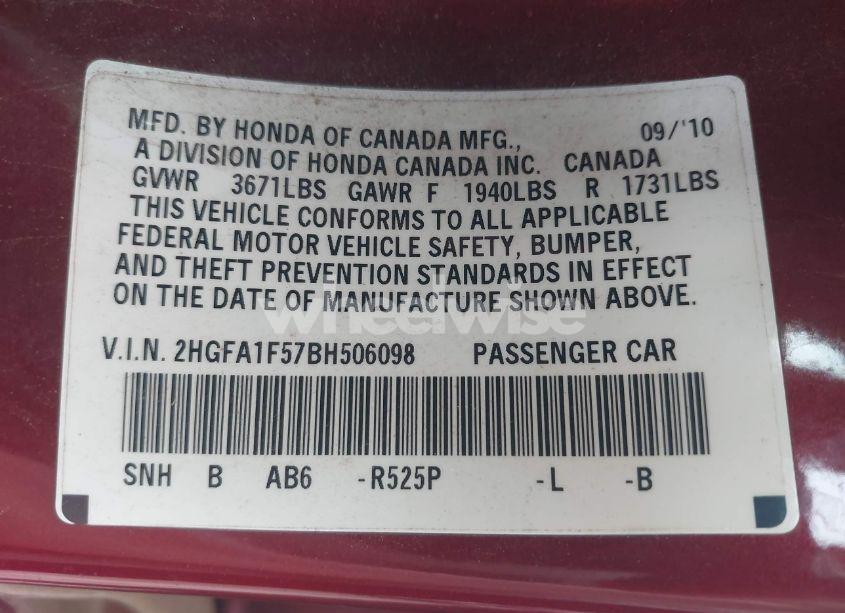 MFD. BY HONDA OF CANADA MFG., 09/'10
A DIVISION OF HONDA CANADA INC. CANADA
GVWR 3671LBS GAWR F 1940LBS R 1731LBS
THIS VEHICLE CONFORMS TO ALL APPLICABLE
FEDERAL MOTOR VEHICLE SAFETY, BUMPER,
AND THEFT PREVENTION STANDARDS IN EFFECT
ON THE DATE OF MANUFACTURE SHOWN ABOVE.
wheelwise
V.I.N. 2HGFA1F57BH506098 PASSENGER CAR
SNH B AB6 -R525P -L -B